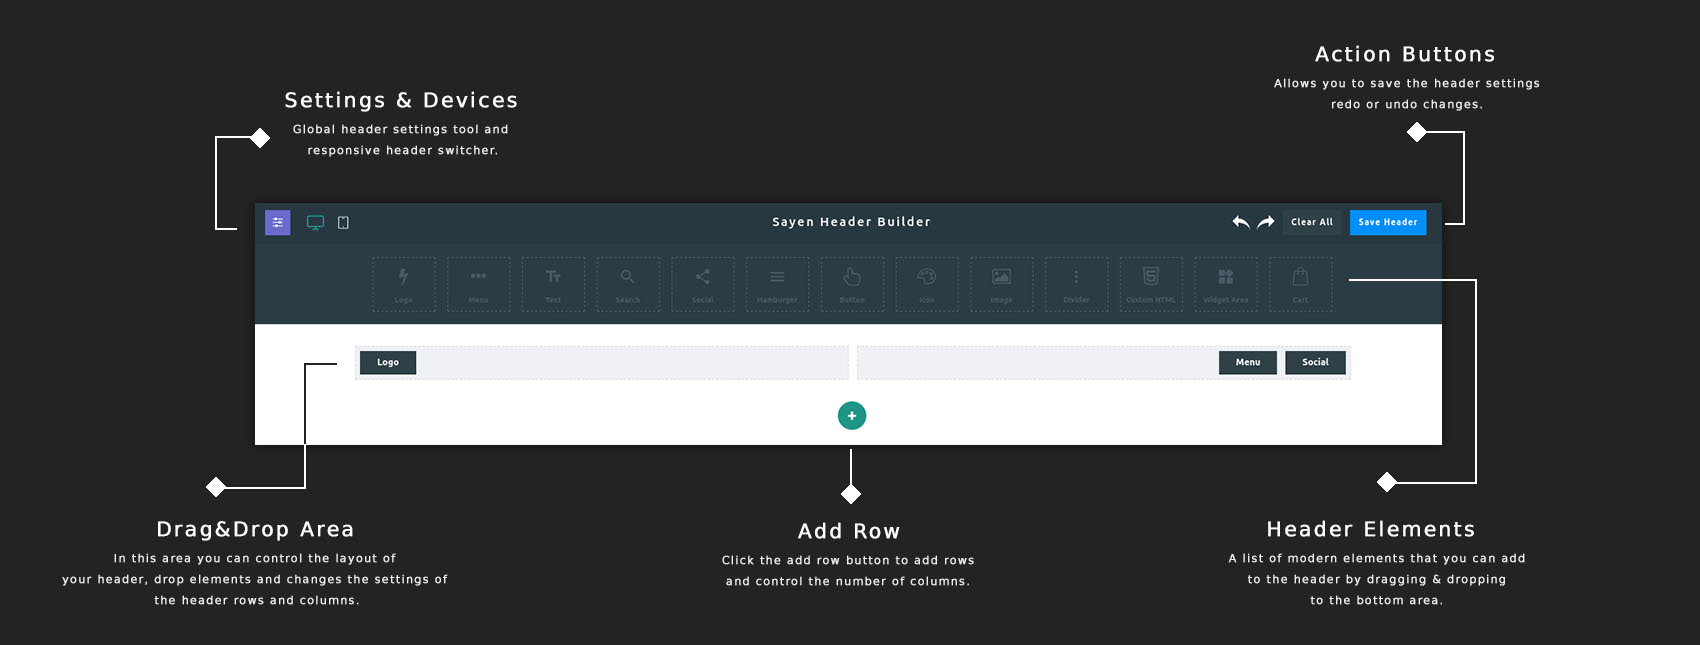 Action Buttons
Allows you to save the header settings
redo or undo changes.
Settings & Devices
Global header settings tool and
responsive header switcher.
Sayen Header Builder
Clear All
Save Header
Logo
Menu
Text
Search
Social
Hamburger
Button
Icon
Image
Divider
Custom HTML
Widget Area
Cart
Logo
Menu
Social
Drag&Drop Area
In this area you can control the layout of
your header, drop elements and changes the settings of
the header rows and columns.
Add Row
Click the add row button to add rows
and control the number of columns.
Header Elements
A list of modern elements that you can add
to the header by dragging & dropping
to the bottom area.